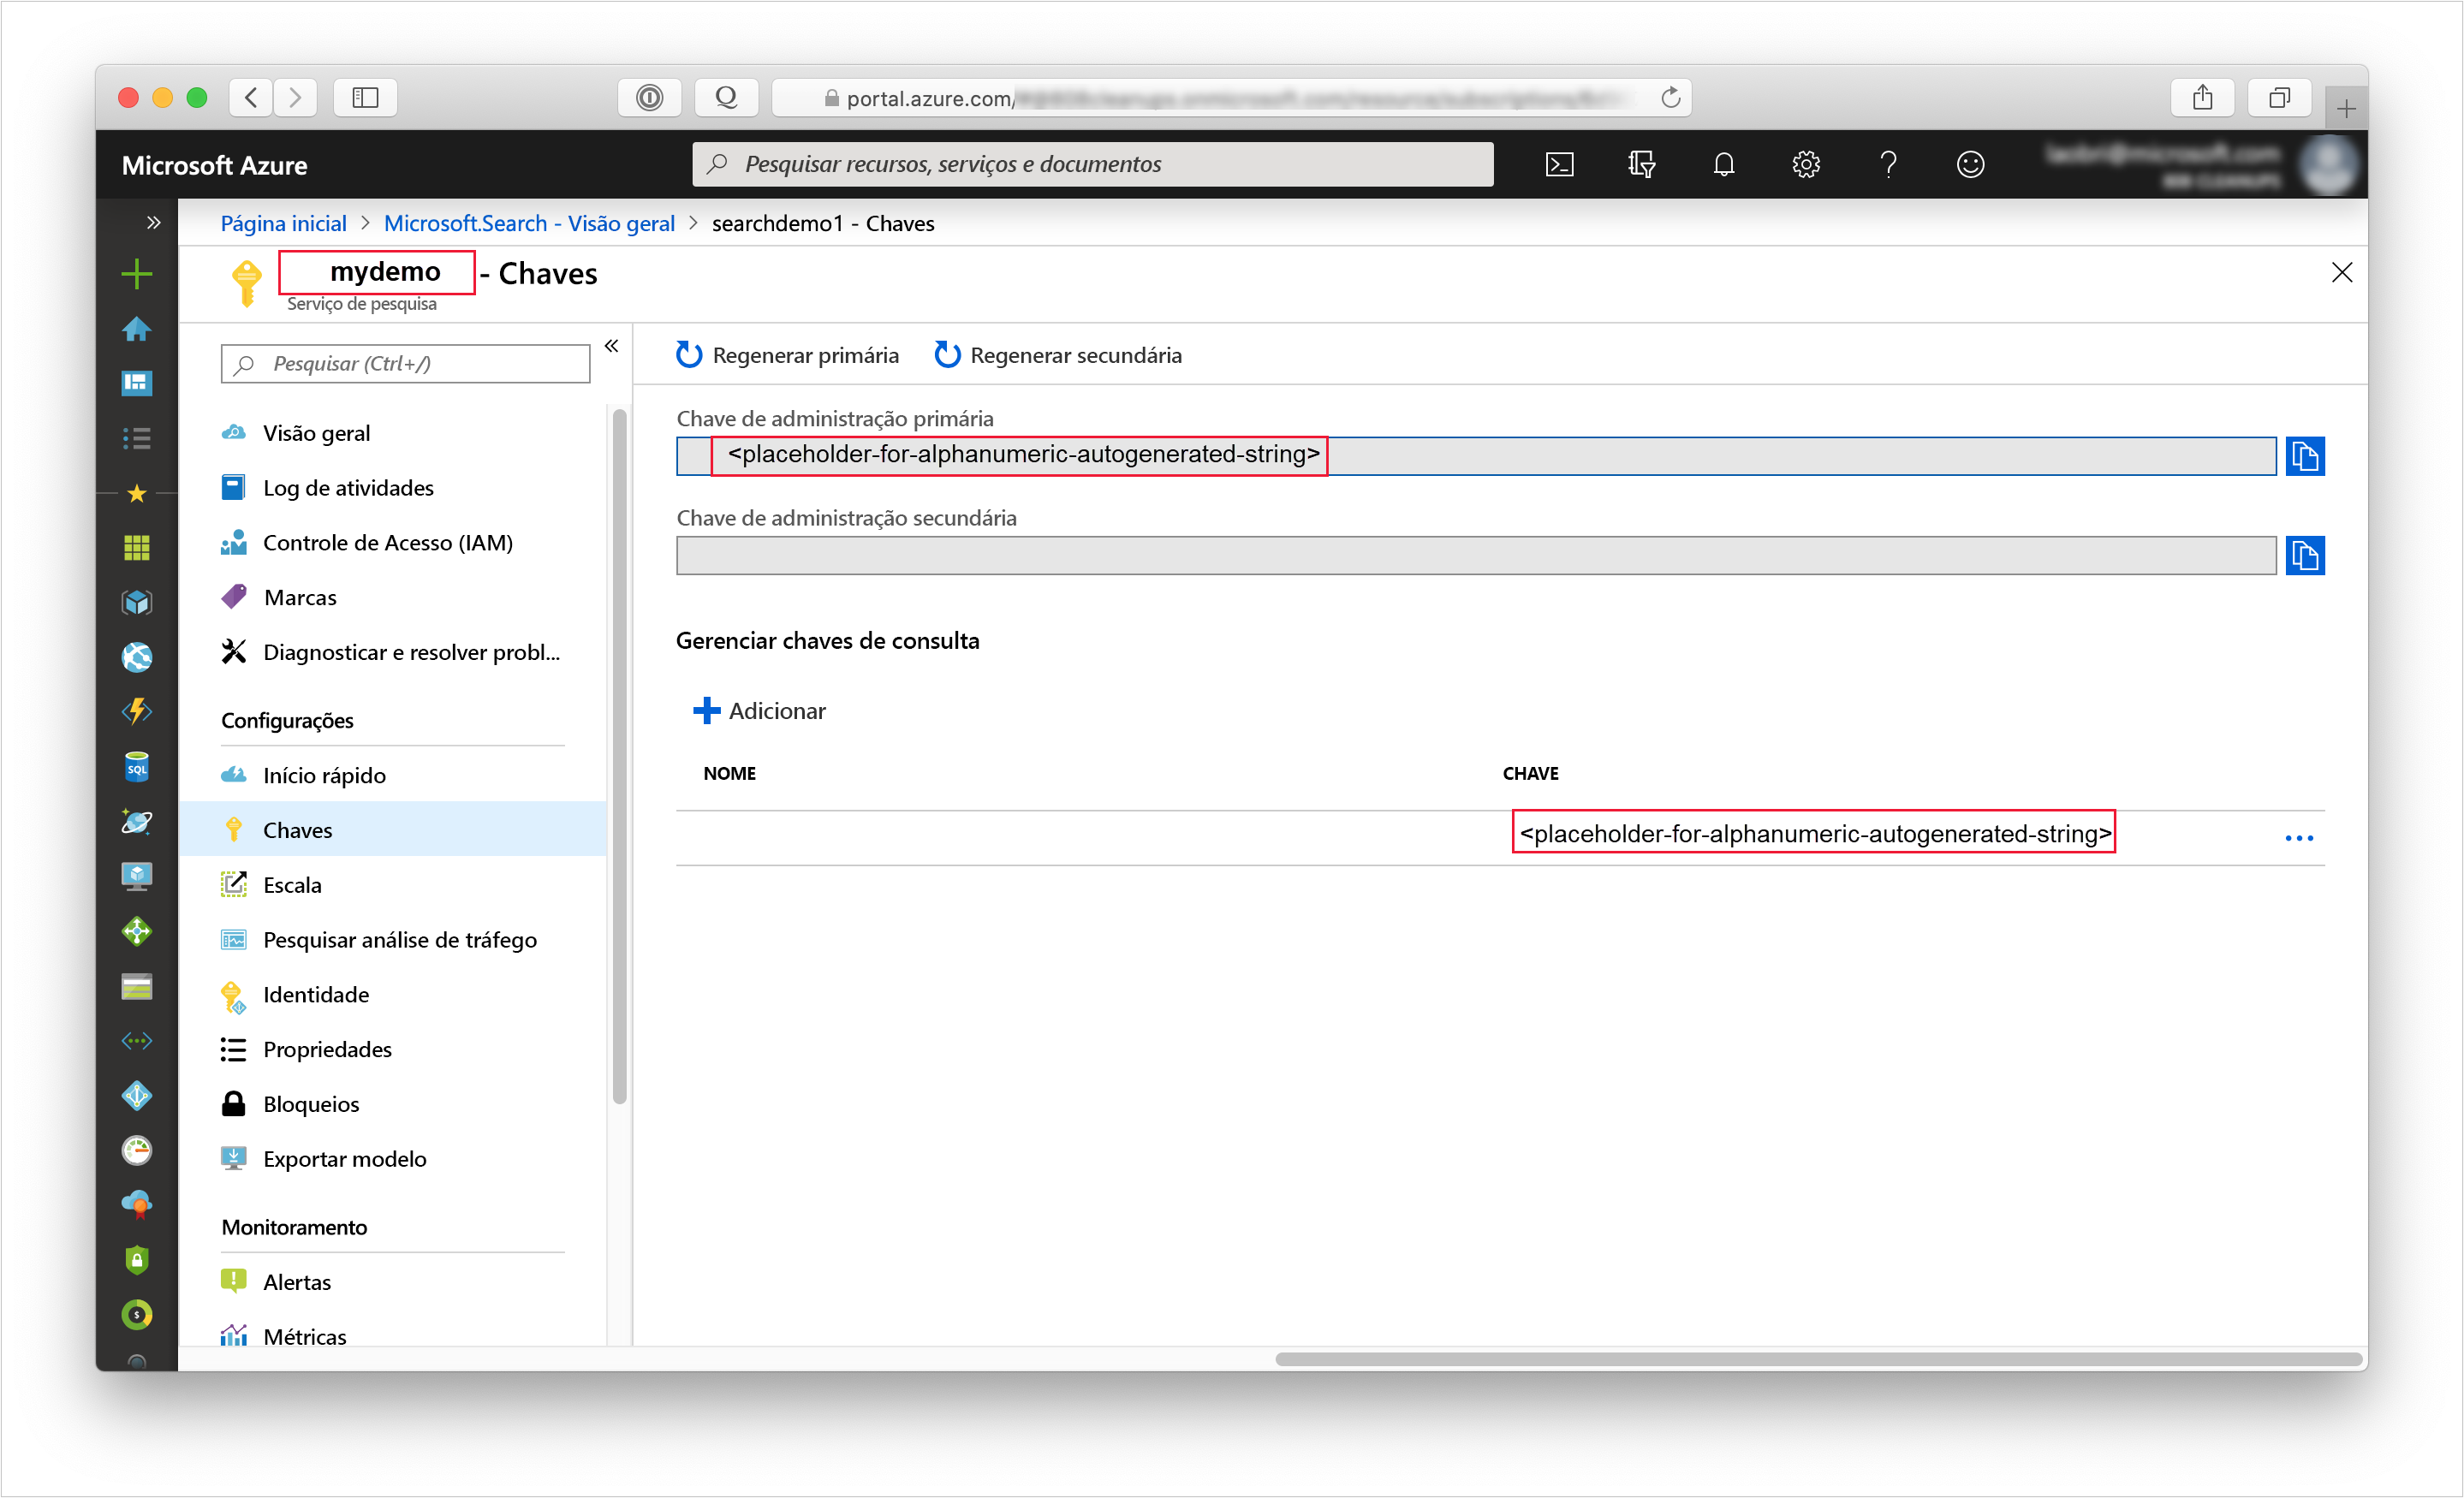 portal.azure.com/
Microsoft Azure
Pesquisar recursos, serviços e documentos
Página inicial > Microsoft.Search - Visão geral > searchdemo1 - Chaves
mydemo - Chaves
Serviço de pesquisa
Pesquisar (Ctrl+/)
Visão geral
Log de atividades
Controle de Acesso (IAM)
Marcas
Diagnosticar e resolver probl...
Configurações
Início rápido
Chaves
Escala
Pesquisar análise de tráfego
Identidade
Propriedades
Bloqueios
Exportar modelo
Monitoramento
Alertas
Métricas
Regenerar primária
Regenerar secundária
Chave de administração primária
<placeholder-for-alphanumeric-autogenerated-string>
Chave de administração secundária
Gerenciar chaves de consulta
Adicionar
NOME
CHAVE
<placeholder-for-alphanumeric-autogenerated-string>